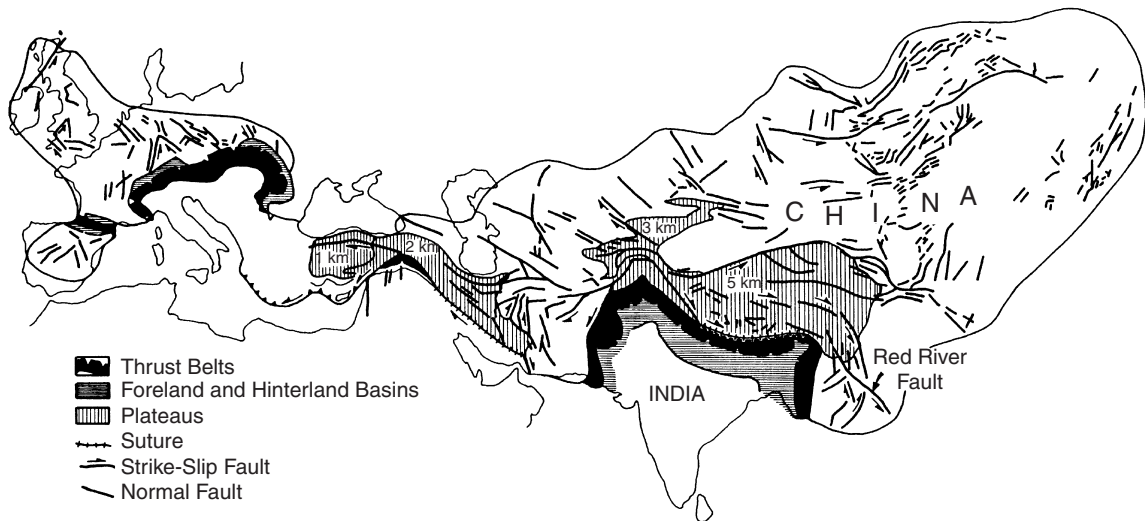 C H I N A
3 km
2 km
1 km
5 km
Red River
Fault
INDIA
Thrust Belts
Foreland and Hinterland Basins
Plateaus
Suture
Strike-Slip Fault
Normal Fault